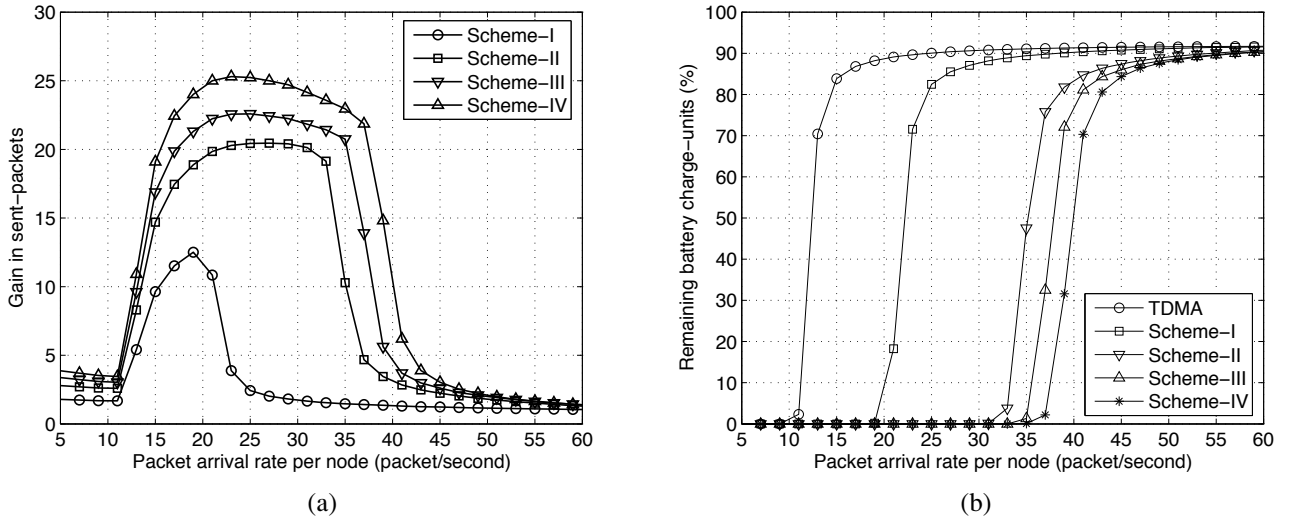 Gain in sent-packets
30
25
20
15
10
5
0
5 10 15 20 25 30 35 40 45 50 55 60
Packet arrival rate per node (packet/second)
Scheme-I
Scheme-II
Scheme-III
Scheme-IV
(a)
Remaining battery charge-units (%)
100
90
80
70
60
50
40
30
20
10
0
5 10 15 20 25 30 35 40 45 50 55 60
Packet arrival rate per node (packet/second)
TDMA
Scheme-I
Scheme-II
Scheme-III
Scheme-IV
(b)